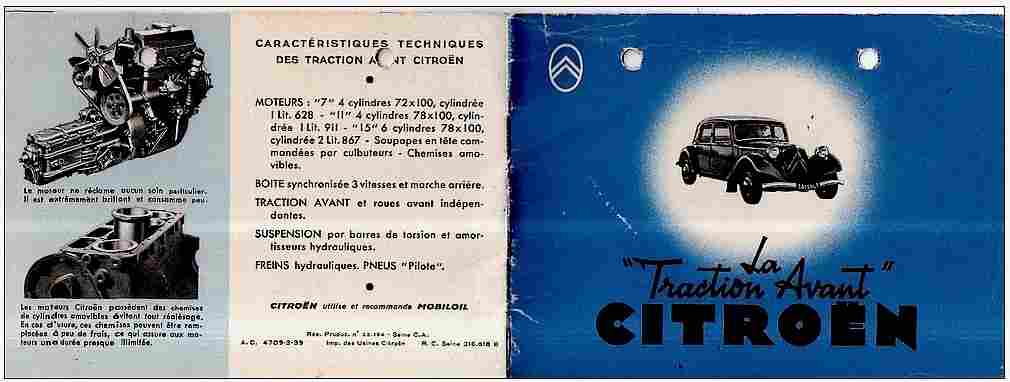 Le moteur ne réclame aucun soin particulier.
Il est extrêmement brillant et consomme peu.
Les moteurs Citroën possèdent des chemises
de cylindres amovibles évitant tout réalésage.
En cas d'usure, ces chemises peuvent être rem-
placées à peu de frais, ce qui assure aux mo-
teurs une durée presque illimitée.
CARACTÉRISTIQUES TECHNIQUES
DES TRACTION AVANT CITROËN
MOTEURS : "7" 4 cylindres 72x100, cylindrée
1 Lit. 628 - "11" 4 cylindres 78x100, cylin-
drée 1 Lit. 911 - "15" 6 cylindres 78x100,
cylindrée 2 Lit. 867 - Soupapes en tête com-
mandées par culbuteurs - Chemises amo-
vibles.
BOITE synchronisée 3 vitesses et marche arrière.
TRACTION AVANT et roues avant indépen-
dantes.
SUSPENSION par barres de torsion et amor-
tisseurs hydrauliques.
FREINS hydrauliques. PNEUS "Pilote".
CITROËN utilise et recommande MOBILOIL
Rég. Produc. n° Seine C.A.
A.C. 4709-3-39 Imp. des Usines Citroën R. C. Seine 216.618 B
La
"Traction Avant"
CITROËN